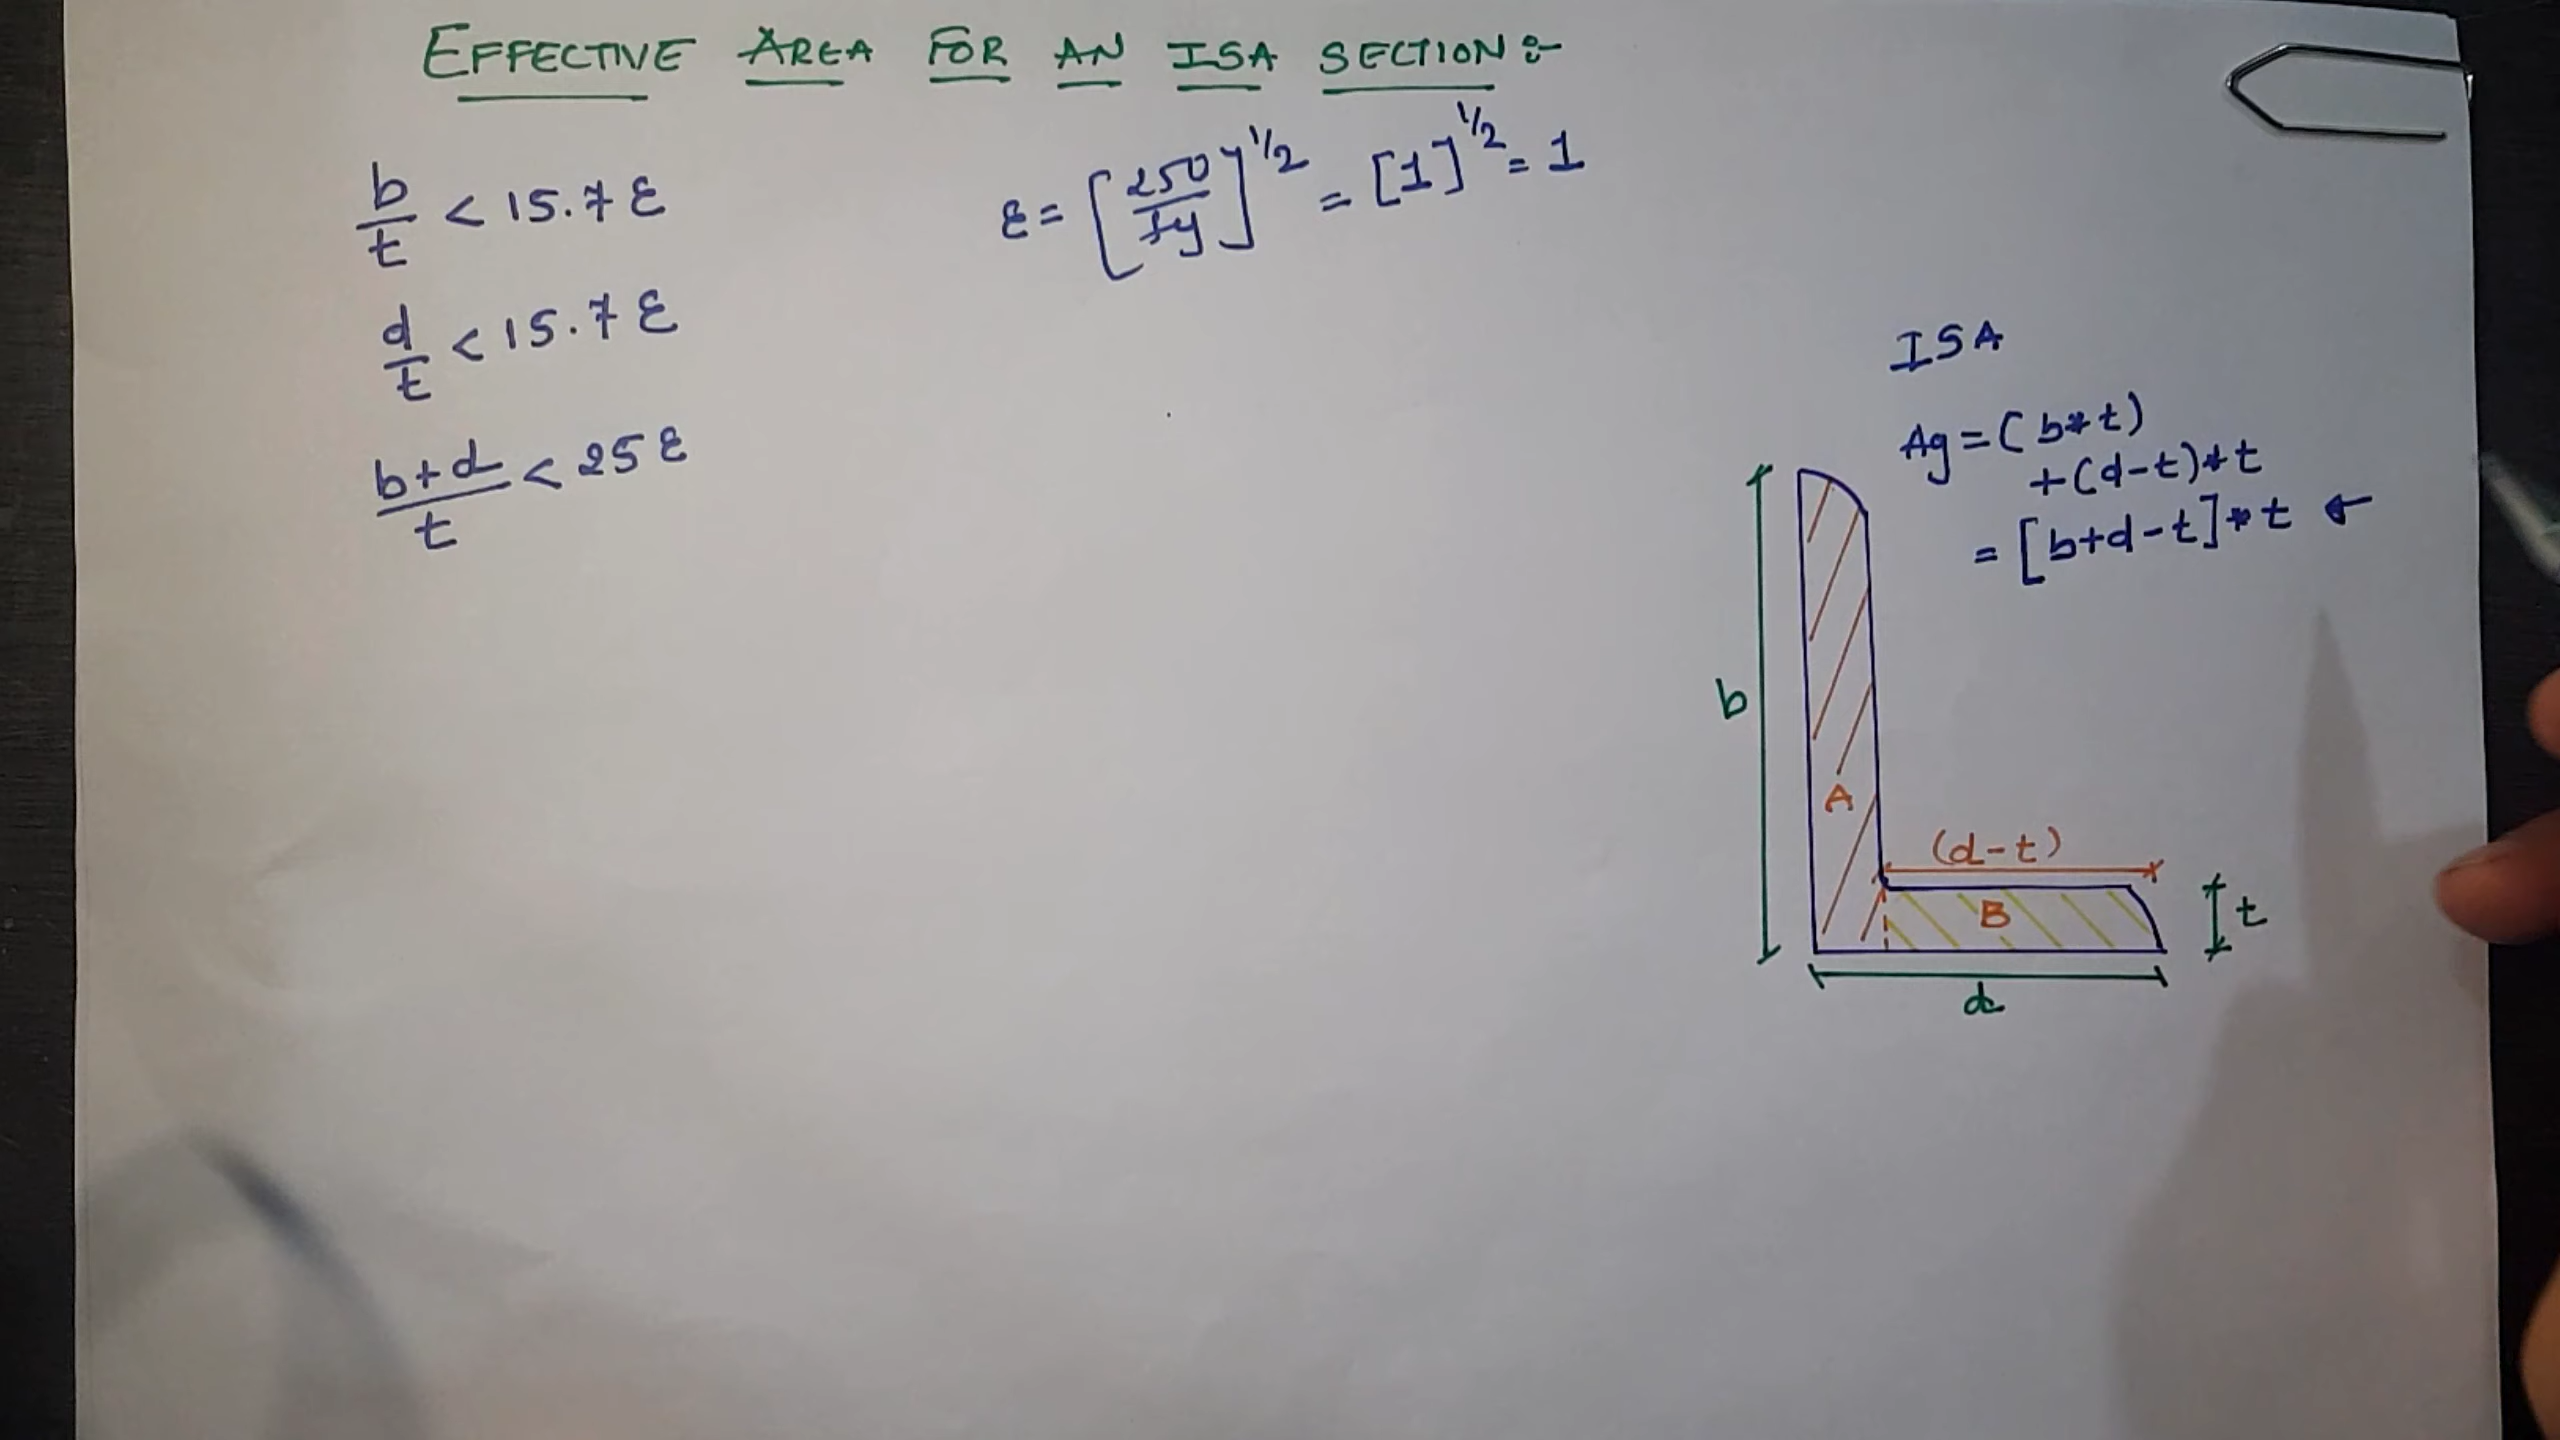 EFFECTIVE AREA FOR AN ISA SECTION :-
b/t < 15.7 ε
ε = [250/fy]^1/2 = [1]^1/2 = 1
d/t < 15.7 ε
b+d/t < 25 ε
ISA
Ag = (b*t)
+(d-t)*t
= [b+d-t]*t ←
b
A
(d-t)
B
t
d